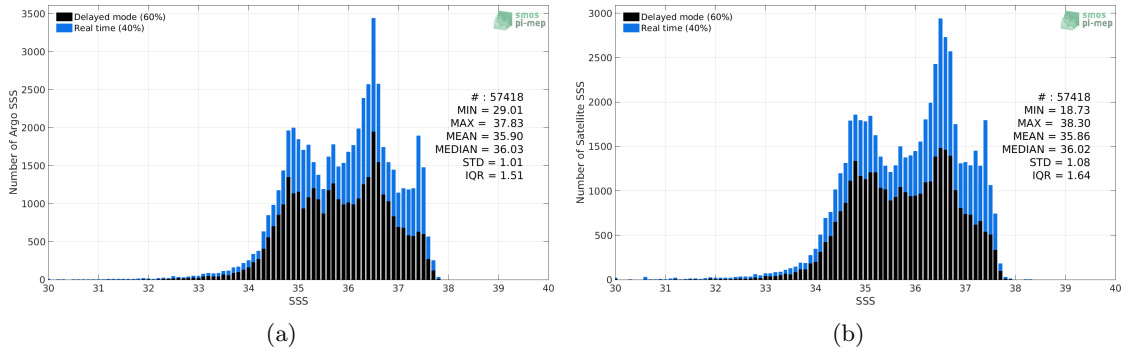 Delayed mode (60%)
Real time (40%)
smos
pi-mep
3500
3000
2500
2000
1500
1000
500
0
Number of Argo SSS
# : 57418
MIN = 29.01
MAX = 37.83
MEAN = 35.90
MEDIAN = 36.03
STD = 1.01
IQR = 1.51
30 31 32 33 34 35 36 37 38 39 40
SSS
(a)
Delayed mode (60%)
Real time (40%)
smos
pi-mep
3000
2500
2000
1500
1000
500
0
Number of Satellite SSS
# : 57418
MIN = 18.73
MAX = 38.30
MEAN = 35.86
MEDIAN = 36.02
STD = 1.08
IQR = 1.64
30 31 32 33 34 35 36 37 38 39 40
SSS
(b)